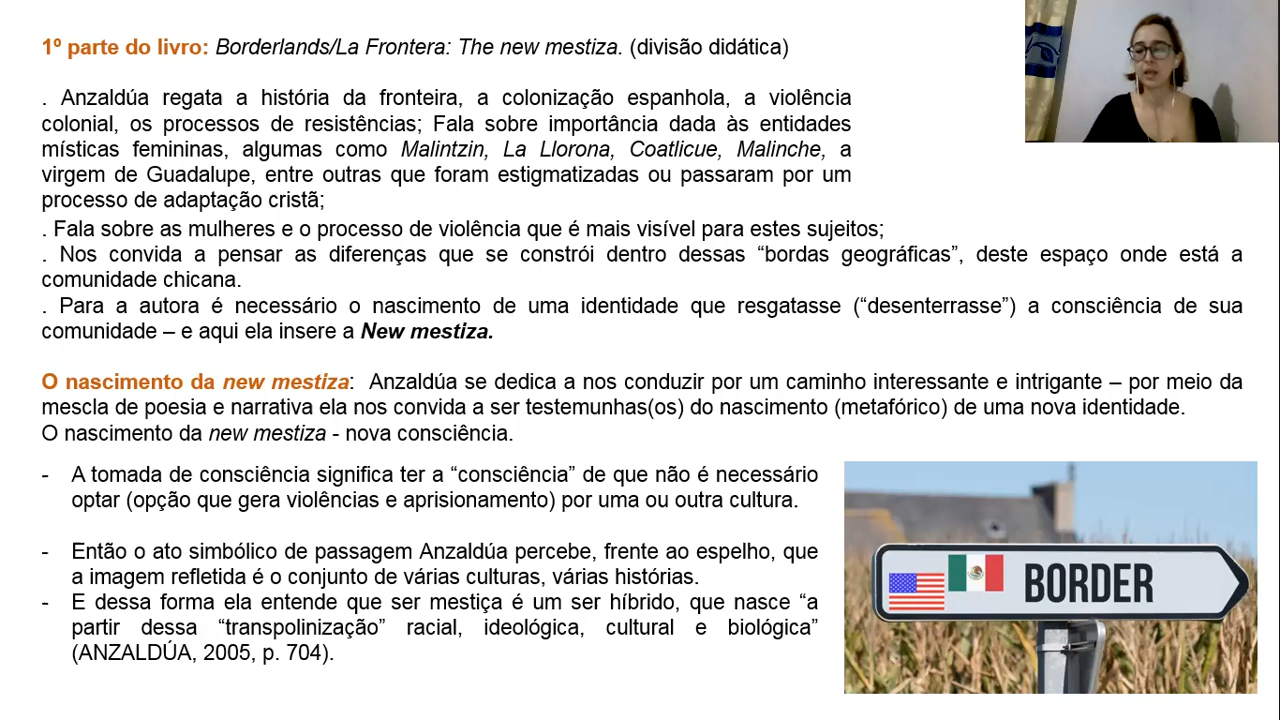 1º parte do livro: Borderlands/La Frontera: The new mestiza. (divisão didática)
. Anzaldúa regata a história da fronteira, a colonização espanhola, a violência
colonial, os processos de resistências; Fala sobre importância dada às entidades
místicas femininas, algumas como Malintzin, La Llorona, Coatlicue, Malinche, a
virgem de Guadalupe, entre outras que foram estigmatizadas ou passaram por um
processo de adaptação cristã;
. Fala sobre as mulheres e o processo de violência que é mais visível para estes sujeitos;
. Nos convida a pensar as diferenças que se constrói dentro dessas “bordas geográficas”, deste espaço onde está a
comunidade chicana.
. Para a autora é necessário o nascimento de uma identidade que resgatasse (“desenterrasse”) a consciência de sua
comunidade – e aqui ela insere a New mestiza.
O nascimento da new mestiza: Anzaldúa se dedica a nos conduzir por um caminho interessante e intrigante – por meio da
mescla de poesia e narrativa ela nos convida a ser testemunhas(os) do nascimento (metafórico) de uma nova identidade.
O nascimento da new mestiza - nova consciência.
- A tomada de consciência significa ter a “consciência” de que não é necessário
optar (opção que gera violências e aprisionamento) por uma ou outra cultura.
- Então o ato simbólico de passagem Anzaldúa percebe, frente ao espelho, que
a imagem refletida é o conjunto de várias culturas, várias histórias.
- E dessa forma ela entende que ser mestiça é um ser híbrido, que nasce “a
partir dessa “transpolinização” racial, ideológica, cultural e biológica”
(ANZALDÚA, 2005, p. 704).
BORDER